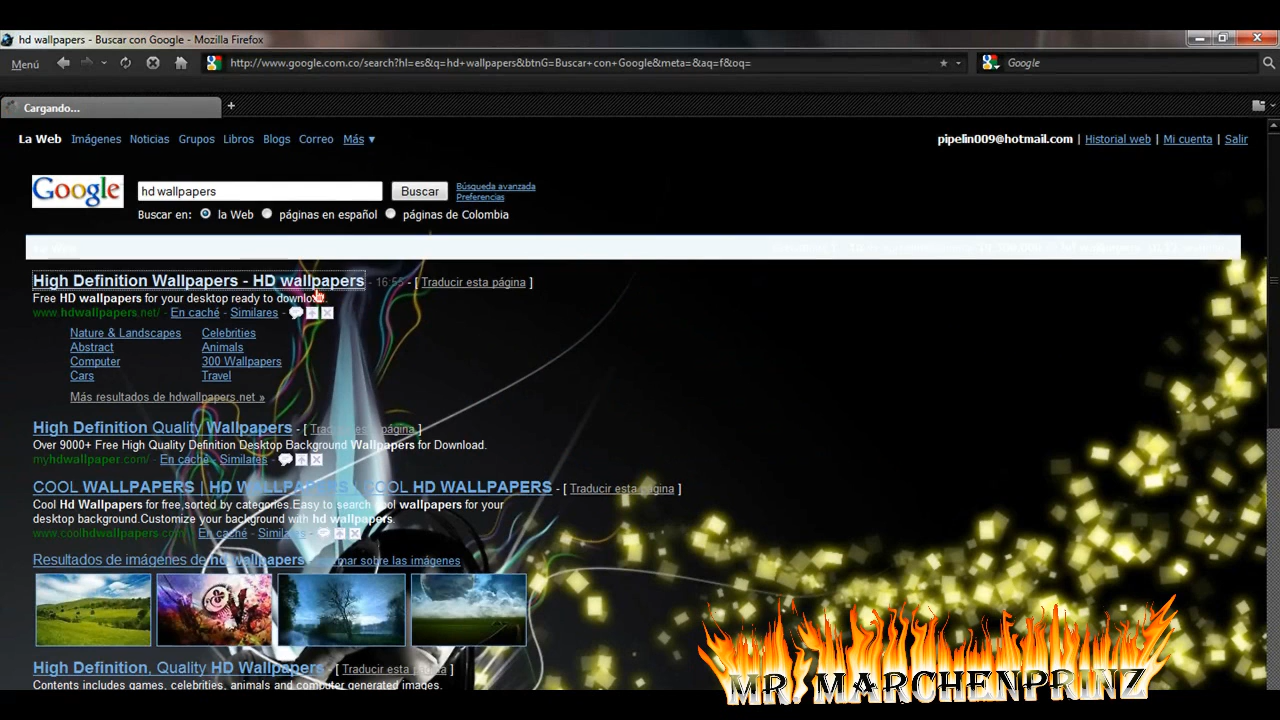 hd wallpapers - Buscar con Google - Mozilla Firefox
Menú
http://www.google.com.co/search?hl=es&q=hd+wallpapers&btnG=Buscar+con+Google&meta=&aq=f&oq=
Google
Cargando...
La Web Imágenes Noticias Grupos Libros Blogs Correo Más ▼
pipelin009@hotmail.com | Historial web | Mi cuenta | Salir
Google
hd wallpapers
Buscar
Búsqueda avanzada
Preferencias
Buscar en: la Web páginas en español páginas de Colombia
High Definition Wallpapers - HD wallpapers - 16:55 - [ Traducir esta página ]
Free HD wallpapers for your desktop ready to download.
www.hdwallpapers.net/ - En caché - Similares -
Nature & Landscapes Celebrities
Abstract Animals
Computer 300 Wallpapers
Cars Travel
Más resultados de hdwallpapers.net »
High Definition Quality Wallpapers - [ Traducir esta página ]
Over 9000+ Free High Quality Definition Desktop Background Wallpapers for Download.
myhdwallpaper.com/ - En caché - Similares -
COOL WALLPAPERS | HD WALLPAPERS | COOL HD WALLPAPERS - [ Traducir esta página ]
Cool Hd Wallpapers for free,sorted by categories.Easy to search cool wallpapers for your
desktop background.Customize your background with hd wallpapers.
www.coolhdwallpapers.com/ - En caché - Similares -
Resultados de imágenes de hd wallpapers - Informar sobre las imágenes
High Definition, Quality HD Wallpapers - [ Traducir esta página ]
Contents includes games, celebrities, animals and computer generated images.
MR. MARCHENPRINZ